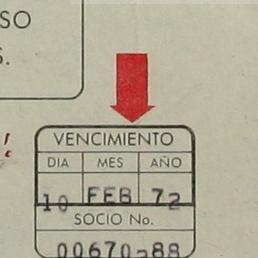 SO
S.
VENCIMIENTO
DIA MES AÑO
10 FEB 72
SOCIO No.
00670-88